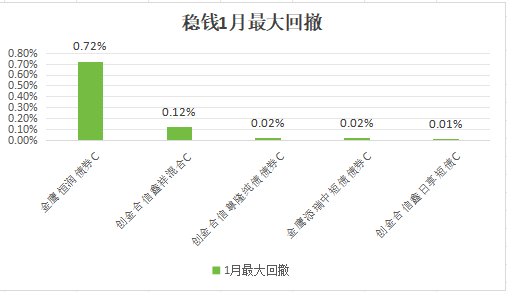 稳钱1月最大回撤
0.80%
0.70%
0.60%
0.50%
0.40%
0.30%
0.20%
0.10%
0.00%
0.72%
0.12%
0.02%
0.02%
0.01%
金鹰恒润债券C
创金合信鑫祥混合C
创金合信尊隆纯债债券C
金鹰添瑞中短债债券C
创金合信鑫日享短债C
1月最大回撤